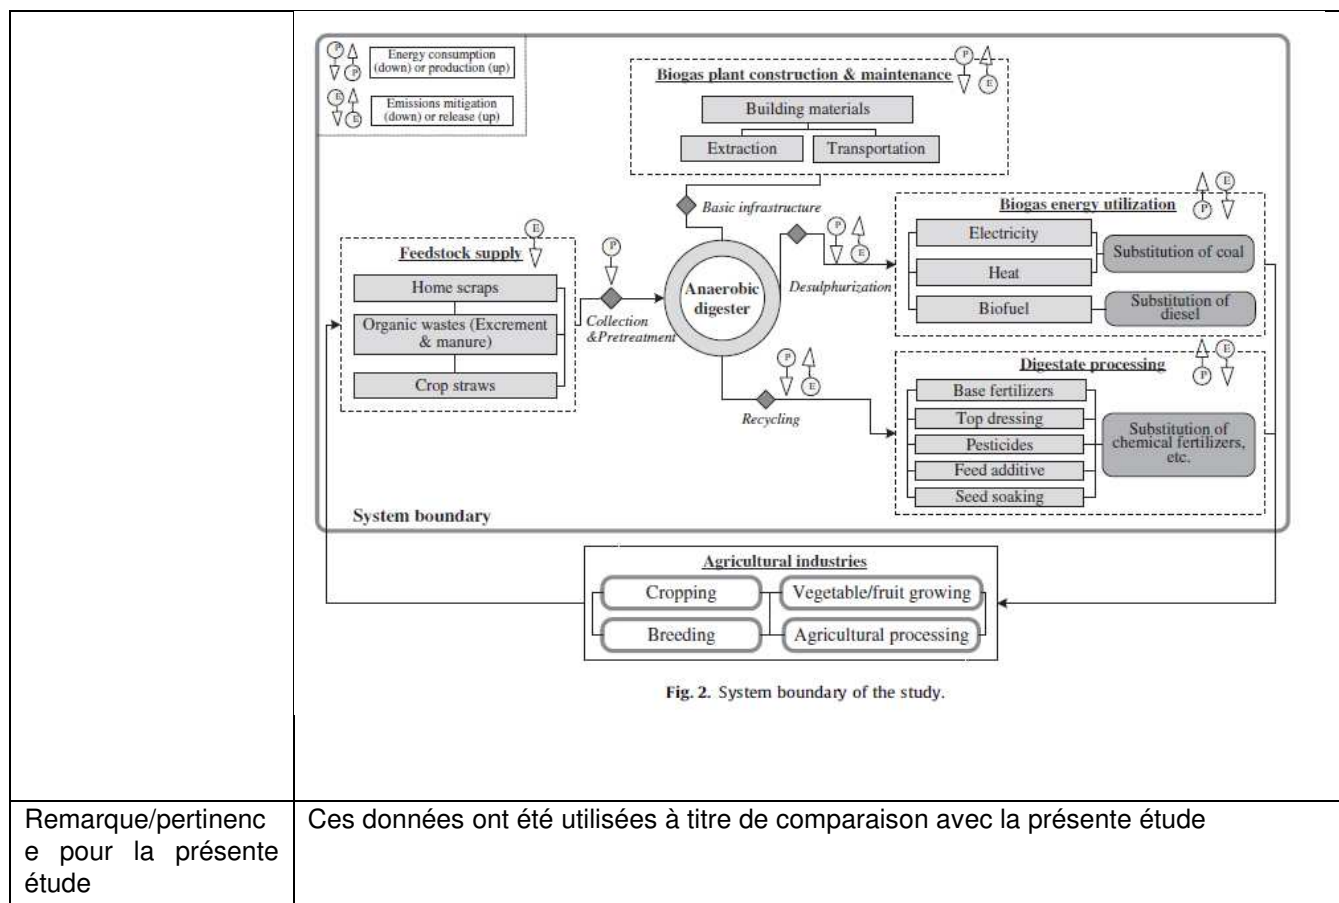 P
P
Energy consumption
(down) or production (up)
E
E
Emissions mitigation
(down) or release (up)
Biogas plant construction & maintenance
P
E
Building materials
Extraction
Transportation
Basic infrastructure
Feedstock supply
E
Home scraps
Organic wastes (Excrement
& manure)
Crop straws
P
Collection
&Pretreatment
Anaerobic
digester
P
E
Desulphurization
Biogas energy utilization
E
P
Electricity
Heat
Substitution of coal
Biofuel
Substitution of
diesel
P
E
Recycling
Digestate processing
E
P
Base fertilizers
Top dressing
Pesticides
Feed additive
Seed soaking
Substitution of
chemical fertilizers,
etc.
System boundary
Agricultural industries
Cropping
Vegetable/fruit growing
Breeding
Agricultural processing
Fig. 2. System boundary of the study.
Remarque/pertinenc
e pour la présente
étude
Ces données ont été utilisées à titre de comparaison avec la présente étude